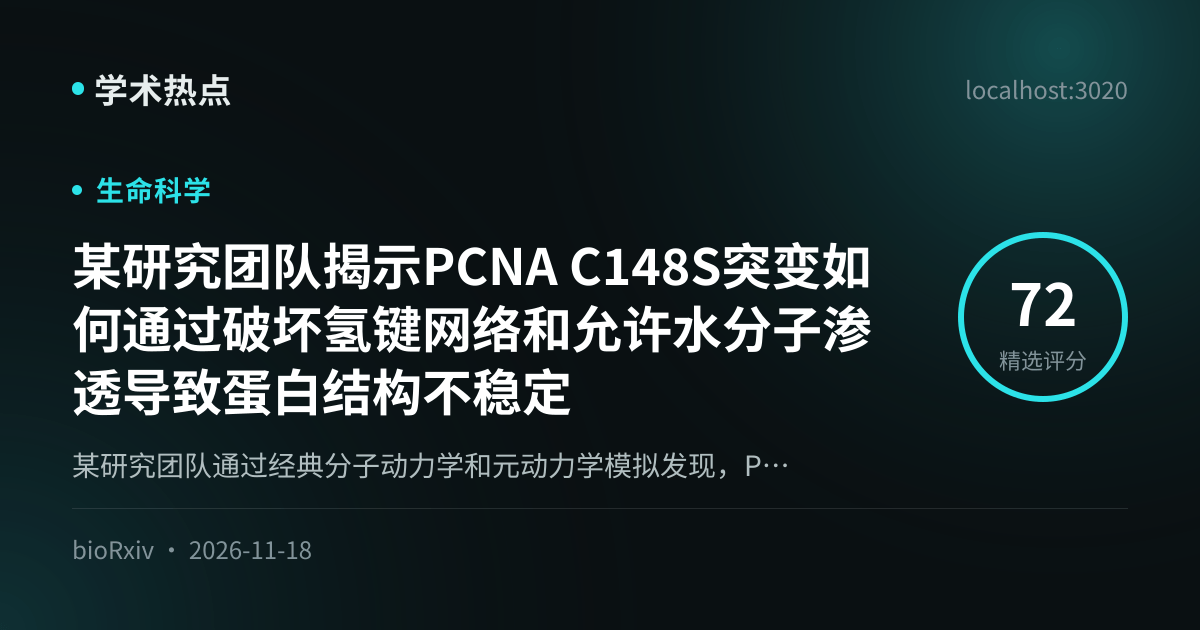 学术热点
localhost:3020
生命科学
某研究团队揭示PCNA C148S突变如
何通过破坏氢键网络和允许水分子渗
透导致蛋白结构不稳定
72
精选评分
某研究团队通过经典分子动力学和元动力学模拟发现，P…
bioRxiv · 2026-11-18